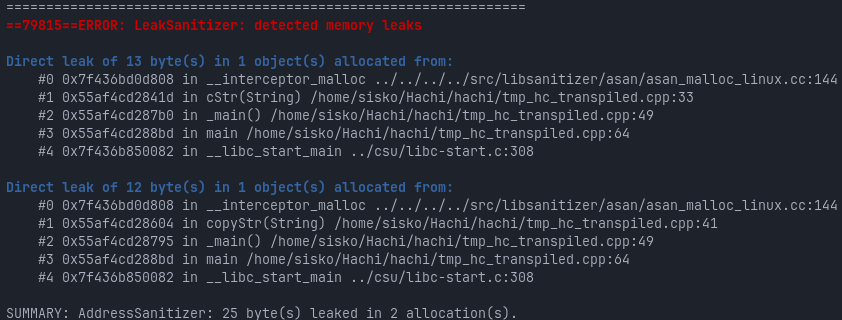 =================================================================
==79815==ERROR: LeakSanitizer: detected memory leaks
Direct leak of 13 byte(s) in 1 object(s) allocated from:
#0 0x7f436bd0d808 in __interceptor_malloc ../../../../src/libsanitizer/asan/asan_malloc_linux.cc:144
#1 0x55af4cd2841d in cStr(String) /home/sisko/Hachi/hachi/tmp_hc_transpiled.cpp:33
#2 0x55af4cd287b0 in _main() /home/sisko/Hachi/hachi/tmp_hc_transpiled.cpp:49
#3 0x55af4cd288bd in main /home/sisko/Hachi/hachi/tmp_hc_transpiled.cpp:64
#4 0x7f436b850082 in __libc_start_main ../csu/libc-start.c:308
Direct leak of 12 byte(s) in 1 object(s) allocated from:
#0 0x7f436bd0d808 in __interceptor_malloc ../../../../src/libsanitizer/asan/asan_malloc_linux.cc:144
#1 0x55af4cd28604 in copyStr(String) /home/sisko/Hachi/hachi/tmp_hc_transpiled.cpp:41
#2 0x55af4cd28795 in _main() /home/sisko/Hachi/hachi/tmp_hc_transpiled.cpp:49
#3 0x55af4cd288bd in main /home/sisko/Hachi/hachi/tmp_hc_transpiled.cpp:64
#4 0x7f436b850082 in __libc_start_main ../csu/libc-start.c:308
SUMMARY: AddressSanitizer: 25 byte(s) leaked in 2 allocation(s).